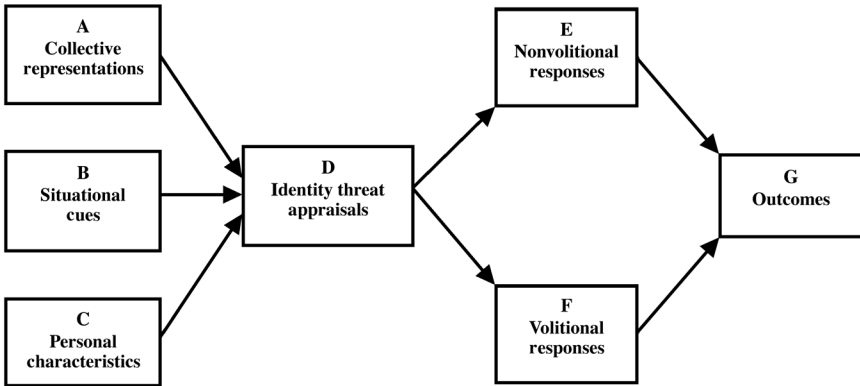 A
Collective
representations
B
Situational
cues
C
Personal
characteristics
D
Identity threat
appraisals
E
Nonvolitional
responses
F
Volitional
responses
G
Outcomes